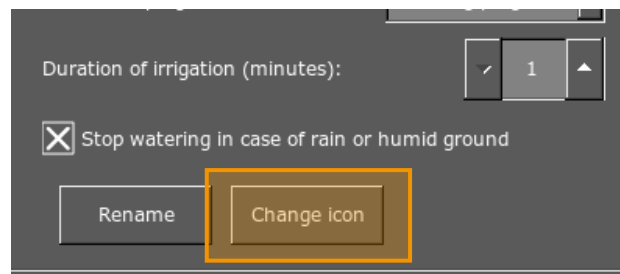 Duration of irrigation (minutes): 1
Stop watering in case of rain or humid ground
Rename Change icon